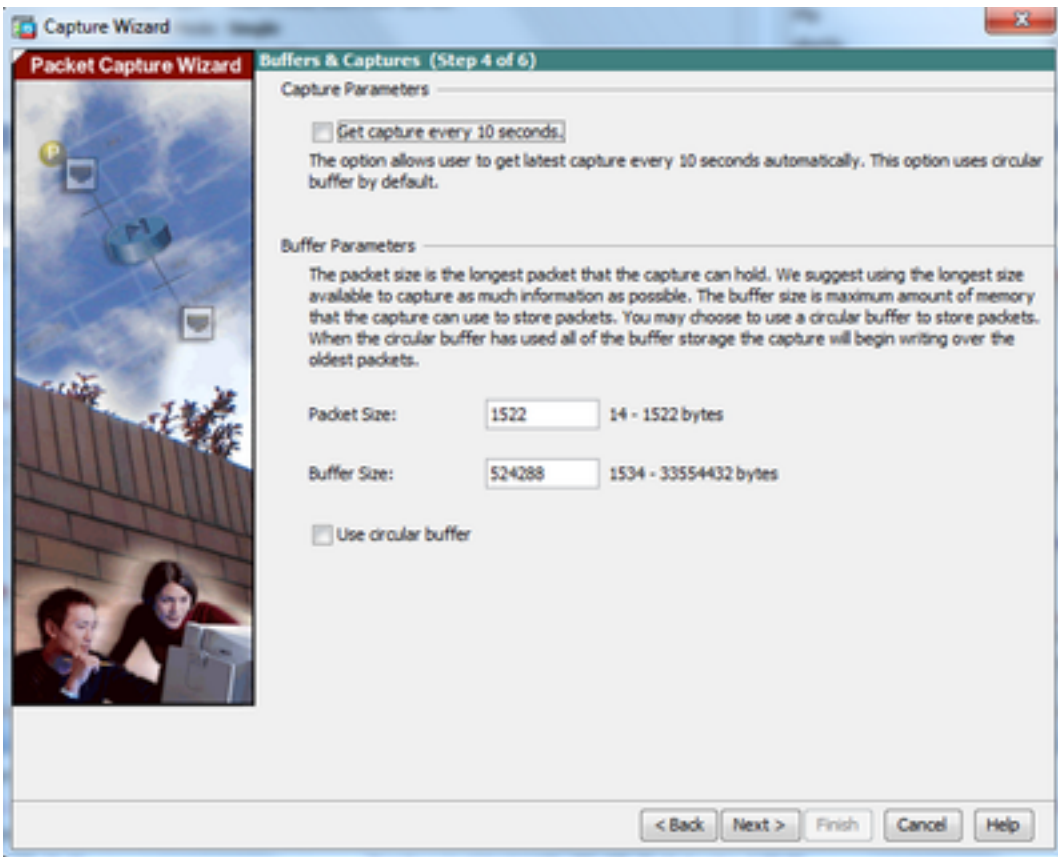 Capture Wizard
Packet Capture Wizard
Buffers & Captures (Step 4 of 6)
Capture Parameters
Get capture every 10 seconds.
The option allows user to get latest capture every 10 seconds automatically. This option uses circular
buffer by default.
Buffer Parameters
The packet size is the longest packet that the capture can hold. We suggest using the longest size
available to capture as much information as possible. The buffer size is maximum amount of memory
that the capture can use to store packets. You may choose to use a circular buffer to store packets.
When the circular buffer has used all of the buffer storage the capture will begin writing over the
oldest packets.
Packet Size: 1522 14 - 1522 bytes
Buffer Size: 524288 1534 - 33554432 bytes
Use circular buffer
< Back Next > Finish Cancel Help